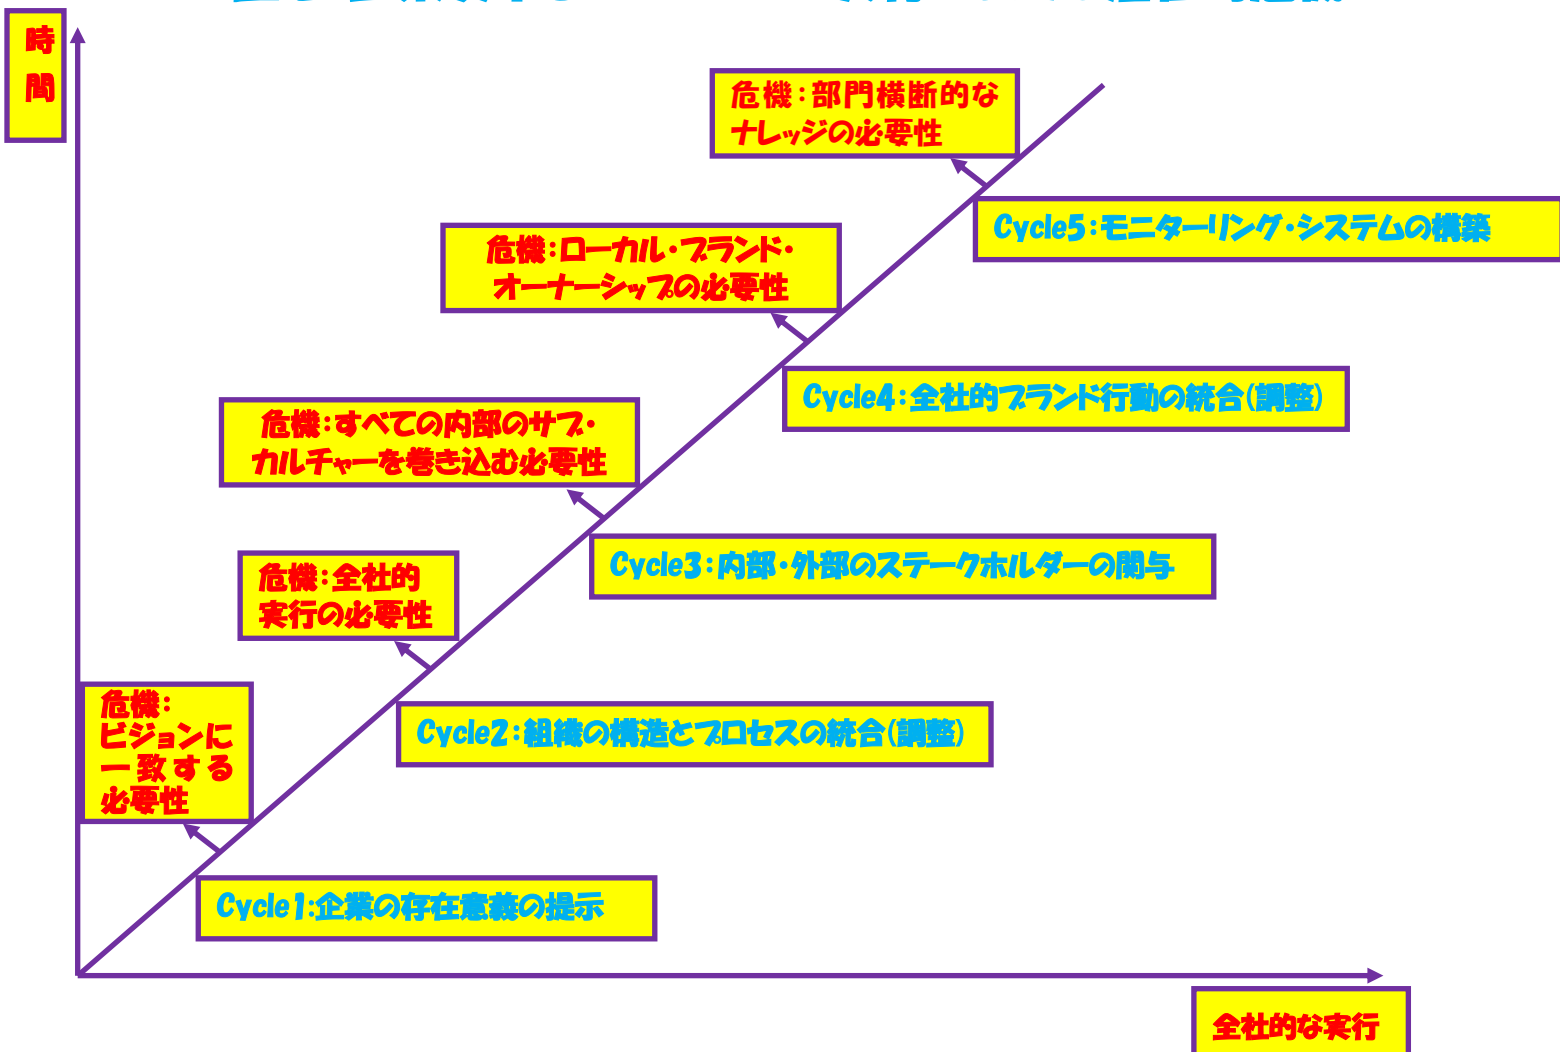 時
間
危機：部門横断的な
ナレッジの必要性
Cycle5：モニターリング・システムの構築
危機：ローカル・ブランド・
オーナーシップの必要性
Cycle4：全社的ブランド行動の統合(調整)
危機：すべての内部のサブ・
カルチャーを巻き込む必要性
Cycle3：内部・外部のステークホルダーの関与
危機：全社的
実行の必要性
危機：
ビジョンに
一致する
必要性
Cycle2：組織の構造とプロセスの統合(調整)
Cycle1:企業の存在意義の提示
全社的な実行